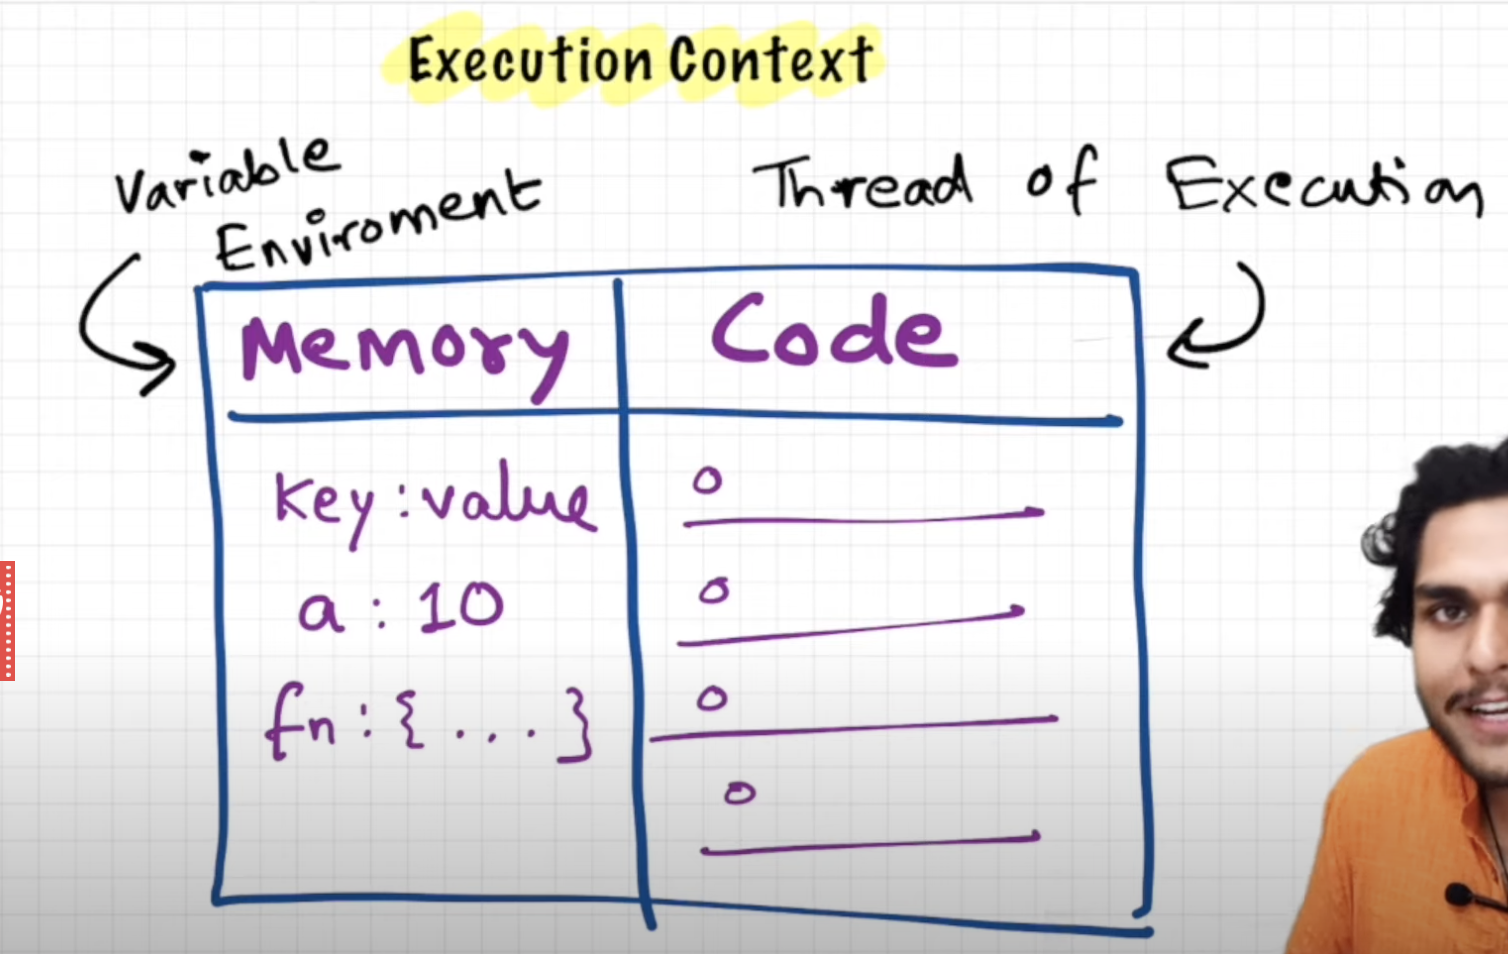 Execution Context
Variable
Enviroment
Thread of Execution
Memory
Code
key : value
a : 10
fn : { . . . }